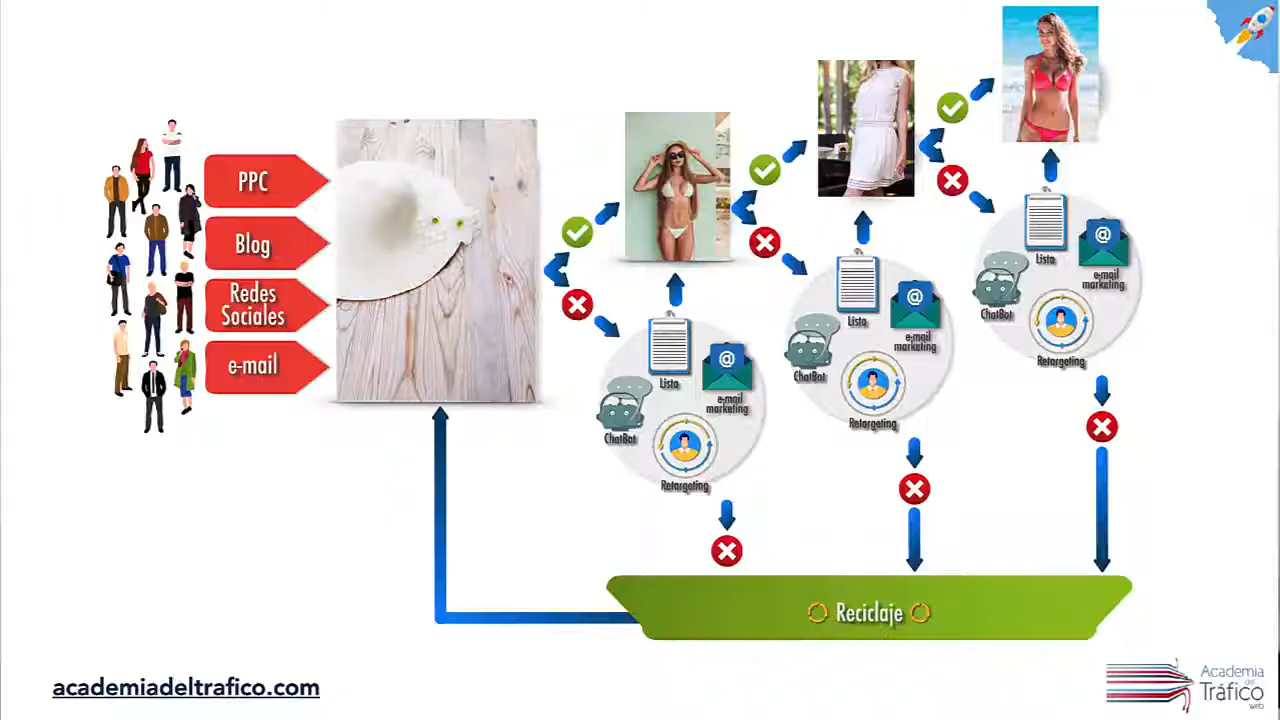 PPC
Blog
Redes
Sociales
e-mail
Lista
@
e-mail
marketing
ChatBot
Retargeting
Lista
@
e-mail
marketing
ChatBot
Retargeting
Lista
@
e-mail
marketing
ChatBot
Retargeting
Reciclaje
academiadeltrafico.com
Academia
del
Tráfico
web